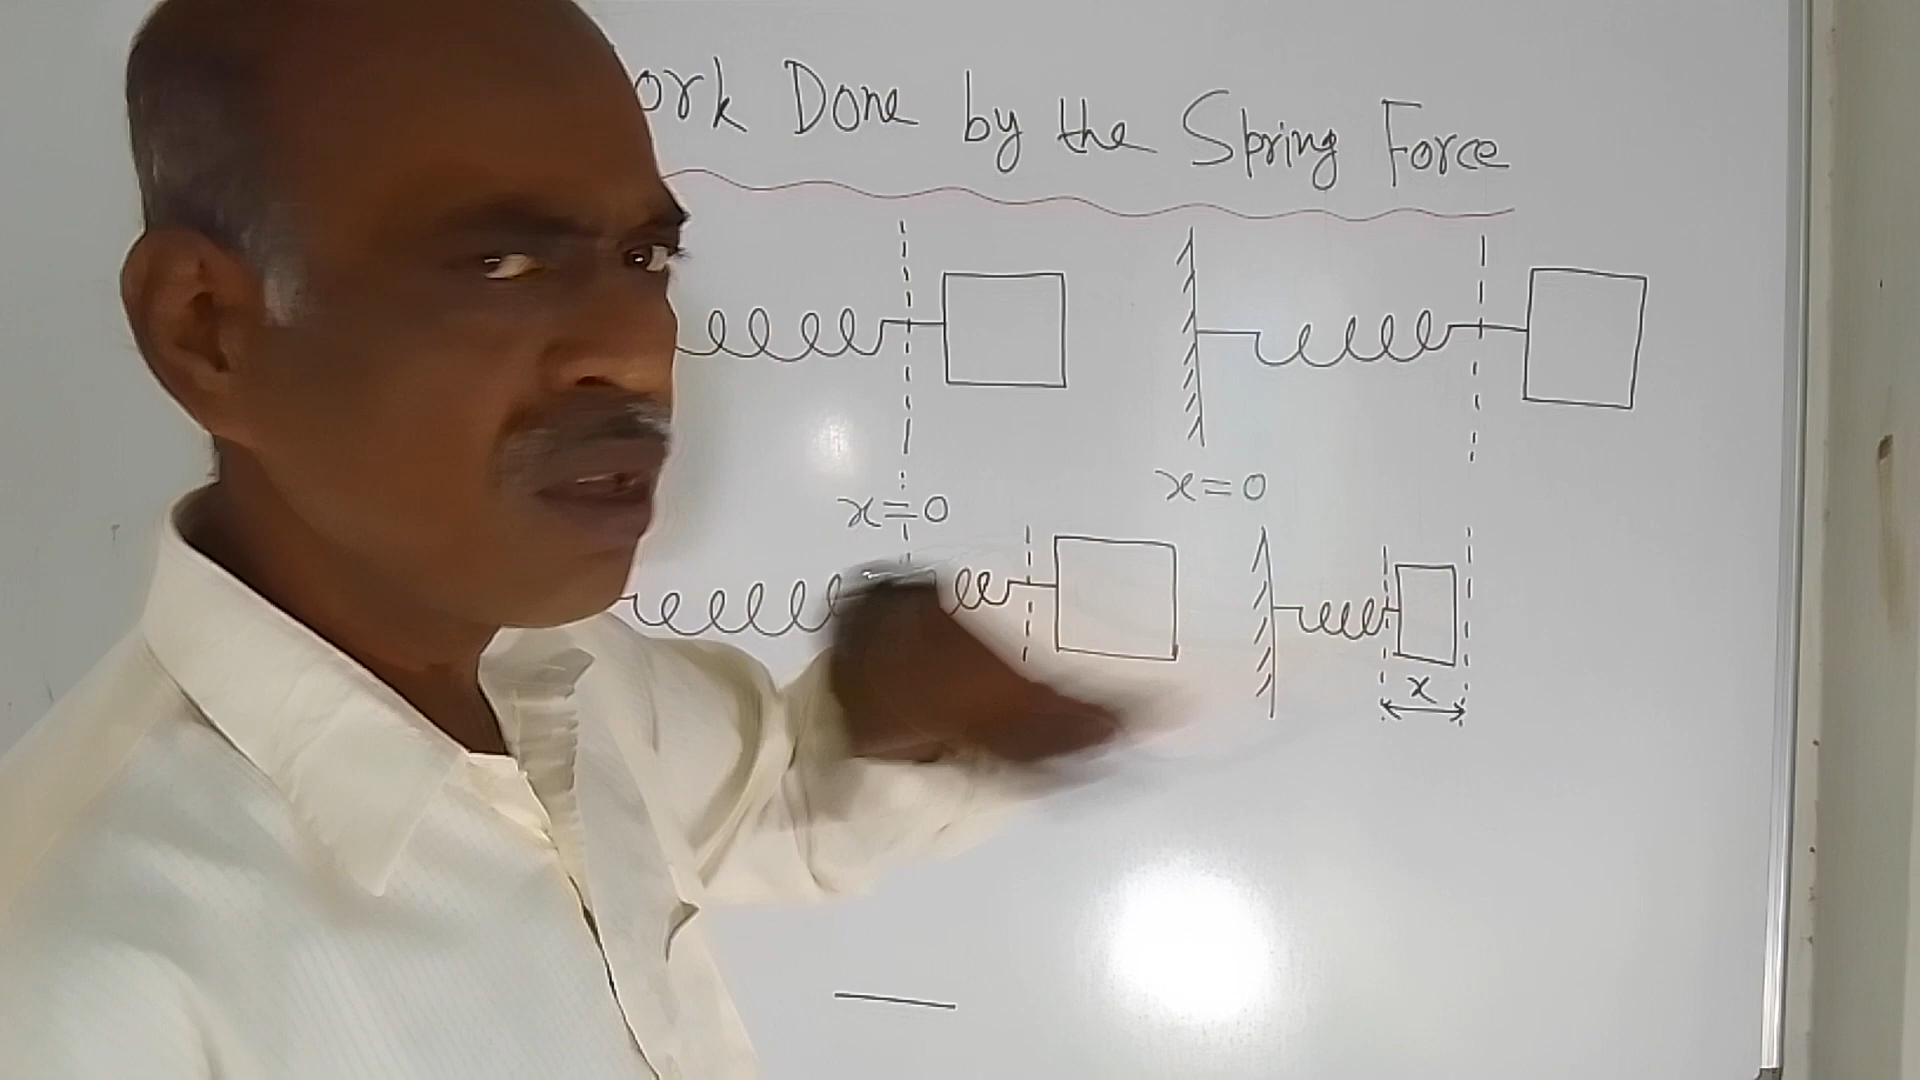 ork Done by the Spring Force
x=0
x=0
x